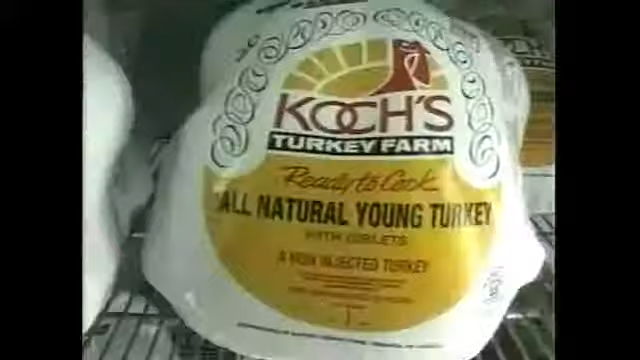 KOCH'S
TURKEY FARM
Ready to Cook
ALL NATURAL YOUNG TURKEY
WITH GIBLETS
A NON INJECTED TURKEY